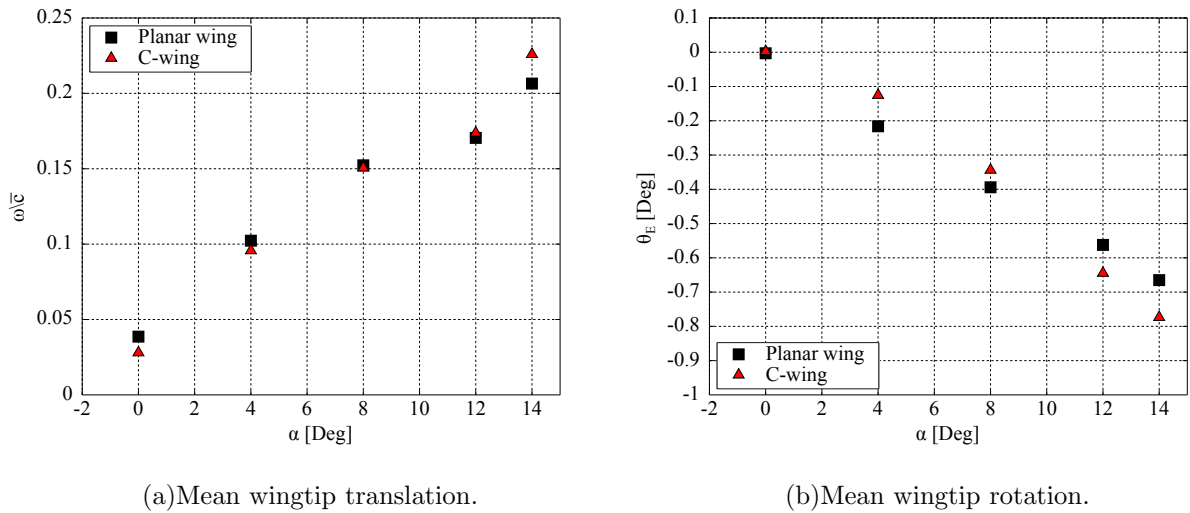 0.25
0.2
0.15
0.1
0.05
0
ω\c̅
Planar wing
C-wing
-2 0 2 4 6 8 10 12 14
α [Deg]
(a)Mean wingtip translation.
0.1
0
-0.1
-0.2
-0.3
-0.4
-0.5
-0.6
-0.7
-0.8
-0.9
-1
θE [Deg]
Planar wing
C-wing
-2 0 2 4 6 8 10 12 14
α [Deg]
(b)Mean wingtip rotation.